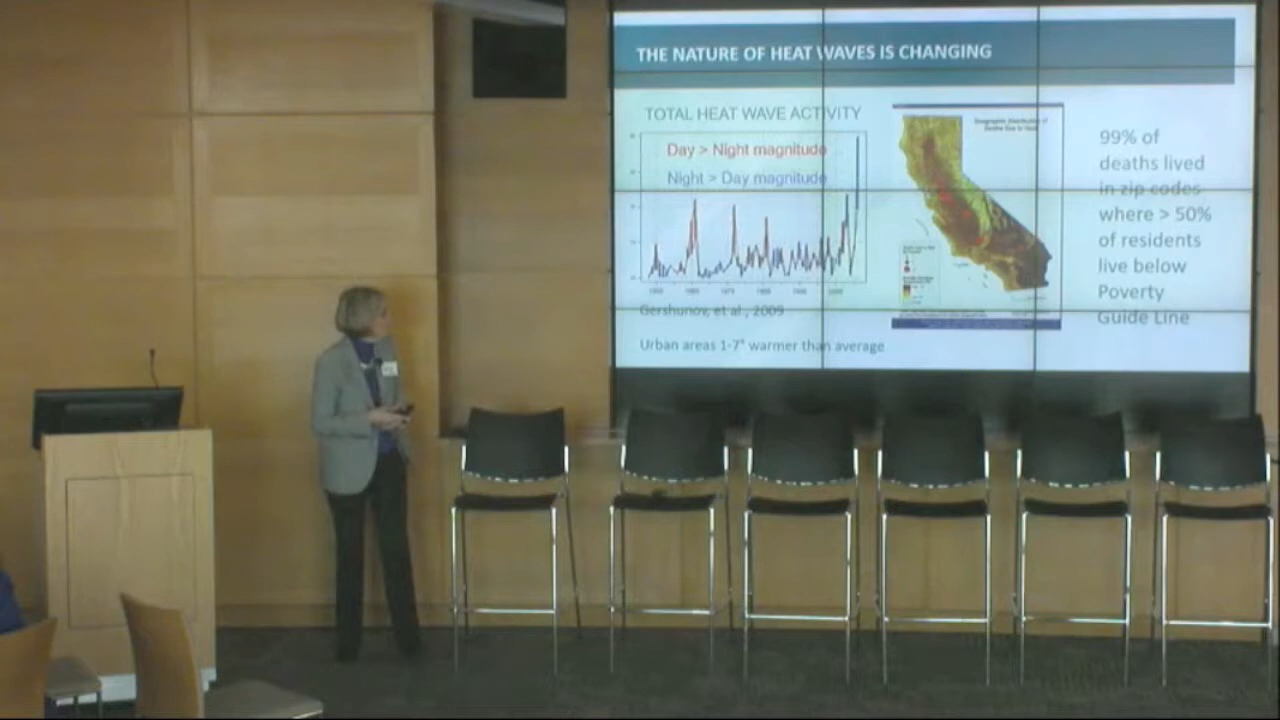 THE NATURE OF HEAT WAVES IS CHANGING
TOTAL HEAT WAVE ACTIVITY
Day > Night magnitude
Night > Day magnitude
Gershunov, et al., 2009
Urban areas 1-7° warmer than average
99% of
deaths lived
in zip codes
where > 50%
of residents
live below
Poverty
Guide Line